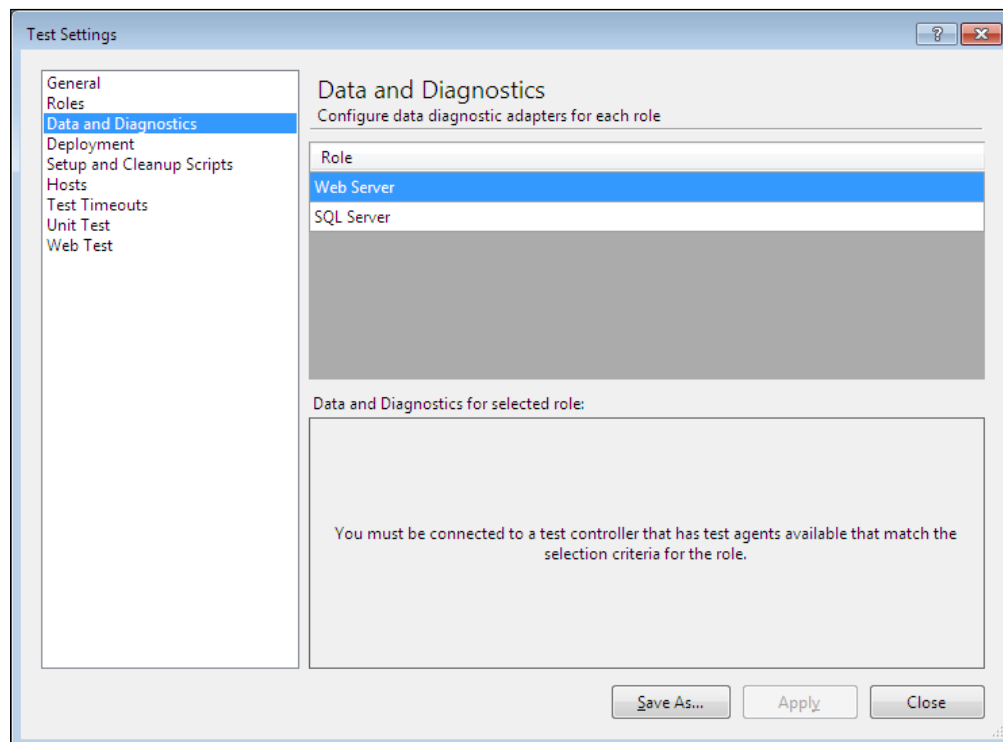 Test Settings
General
Roles
Data and Diagnostics
Deployment
Setup and Cleanup Scripts
Hosts
Test Timeouts
Unit Test
Web Test
Data and Diagnostics
Configure data diagnostic adapters for each role
Role
Web Server
SQL Server
Data and Diagnostics for selected role:
You must be connected to a test controller that has test agents available that match the
selection criteria for the role.
Save As...
Apply
Close